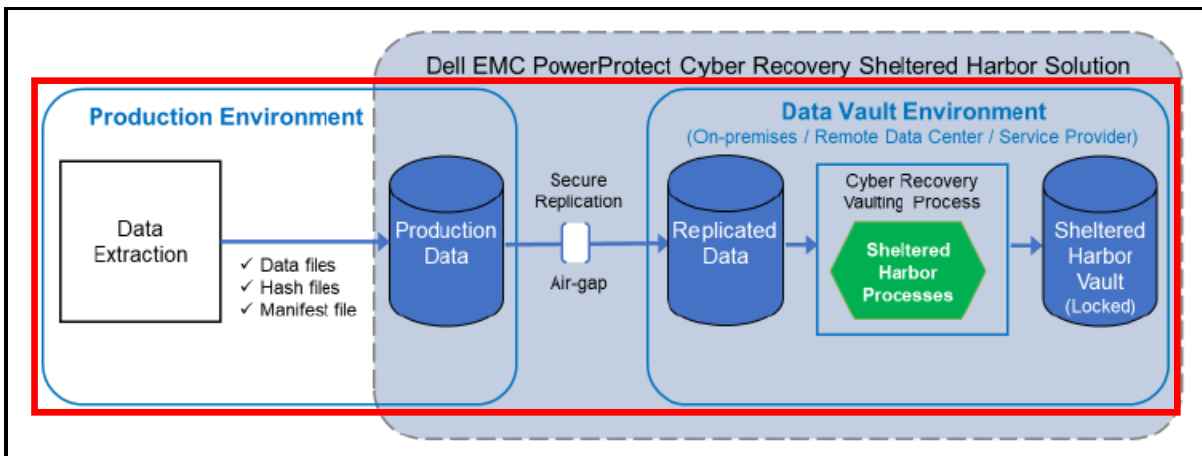 Dell EMC PowerProtect Cyber Recovery Sheltered Harbor Solution
Production Environment
Data
Extraction
✓ Data files
✓ Hash files
✓ Manifest file
Production
Data
Secure
Replication
Air-gap
Data Vault Environment
(On-premises / Remote Data Center / Service Provider)
Replicated
Data
Cyber Recovery
Vaulting Process
Sheltered
Harbor
Processes
Sheltered
Harbor
Vault
(Locked)